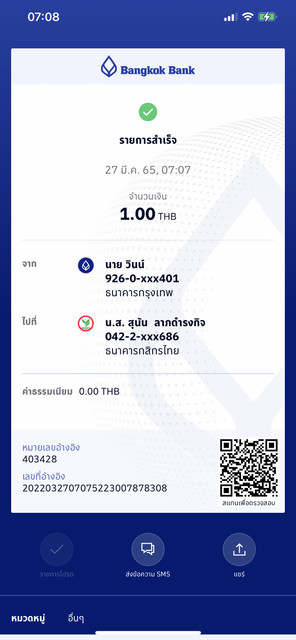 07:08
Bangkok Bank
รายการสำเร็จ
27 มี.ค. 65, 07:07
จำนวนเงิน
1.00 THB
จาก
นาย วินน์
926-0-xxx401
ธนาคารกรุงเทพ
ไปที่
น.ส. สุนัน ลาภดำรงกิจ
042-2-xxx686
ธนาคารกสิกรไทย
ค่าธรรมเนียม 0.00 THB
หมายเลขอ้างอิง
403428
เลขที่อ้างอิง
2022032707075223007878308
สแกนเพื่อตรวจสอบ
รายการโปรด
ส่งข้อความ SMS
แชร์
หมวดหมู่
อื่นๆ